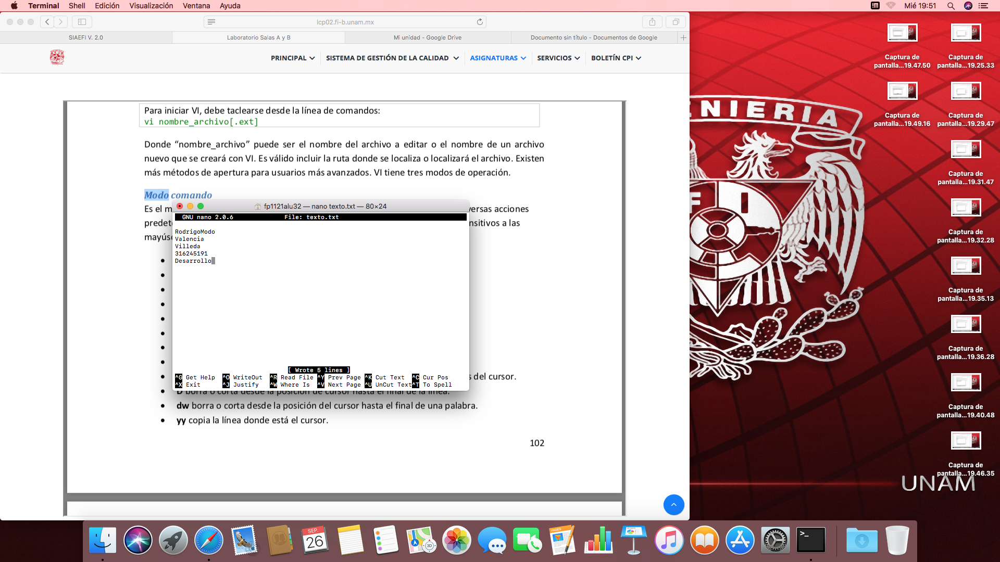 Terminal Shell Edición Visualización Ventana Ayuda
Mié 19:51
lcp02.fi-b.unam.mx
SIAEFI V. 2.0
Laboratorio Salas A y B
Mi unidad - Google Drive
Documento sin título - Documentos de Google
PRINCIPAL
SISTEMA DE GESTIÓN DE LA CALIDAD
ASIGNATURAS
SERVICIOS
BOLETÍN CPI
Para iniciar VI, debe taclearse desde la línea de comandos:
vi nombre_archivo[.ext]
Donde “nombre_archivo” puede ser el nombre del archivo a editar o el nombre de un archivo
nuevo que se creará con VI. Es válido incluir la ruta donde se localiza o localizará el archivo. Existen
más métodos de apertura para usuarios más avanzados. VI tiene tres modos de operación.
Modo comando
fp1121alu32 — nano texto.txt — 80×24
Es el m
versas acciones
GNU nano 2.0.6 File: texto.txt
predet
nsitivos a las
mayús
RodrigoModo
Valencia
Villeda
316245191
Desarrollo
[ Wrote 5 lines ]
^G Get Help ^O WriteOut ^R Read File ^Y Prev Page ^K Cut Text ^C Cur Pos
^X Exit ^J Justify ^W Where Is ^V Next Page ^U UnCut Text ^T To Spell
s del cursor.
• D borra o corta desde la posición de cursor hasta el final de la línea.
• dw borra o corta desde la posición del cursor hasta el final de una palabra.
• yy copia la línea donde está el cursor.
102
NIERIA
FI
Captura de
pantalla...19.47.50
Captura de
pantalla...19.25.33
Captura de
pantalla...19.49.16
Captura de
pantalla...19.29.47
Captura de
pantalla...19.31.47
Captura de
pantalla...19.32.28
Captura de
pantalla...19.35.13
Captura de
pantalla...19.36.28
Captura de
pantalla...19.40.48
Captura de
pantalla...19.46.35
UNAM
SEP.
26
PAGES
3D
>_